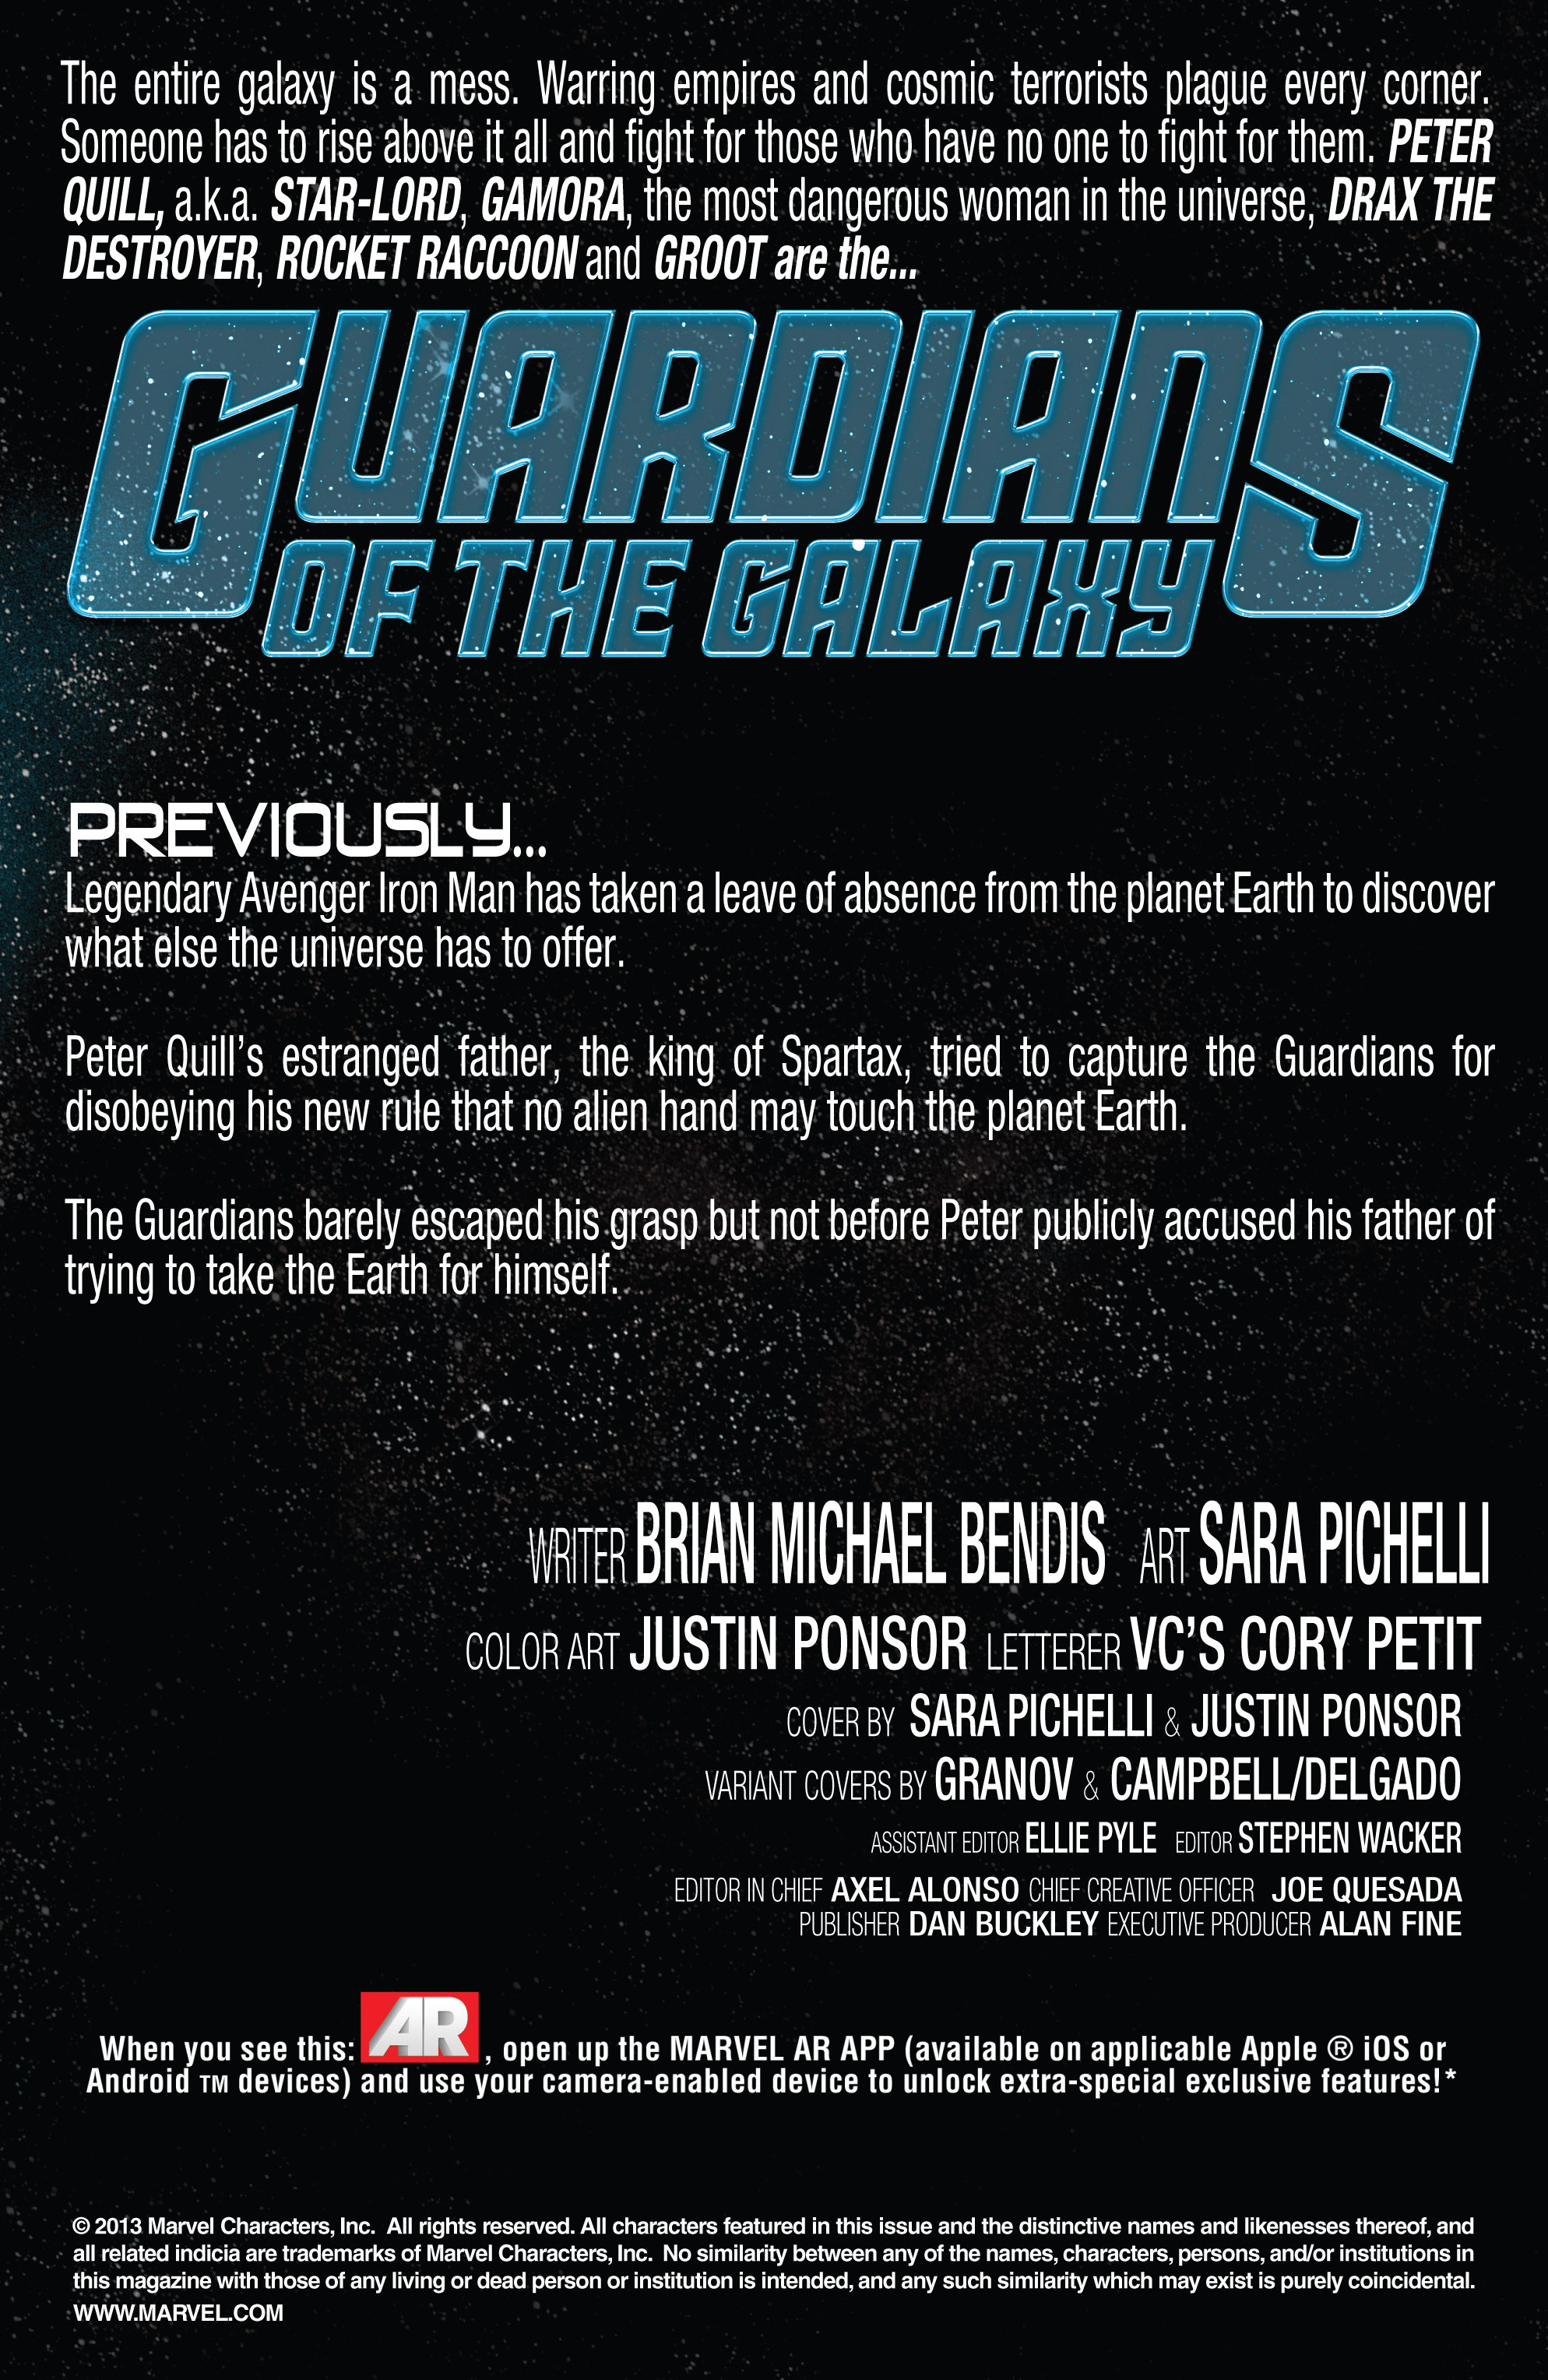 The entire galaxy is a mess. Warring empires and cosmic terrorists plague every corner.
Someone has to rise above it all and fight for those who have no one to fight for them. PETER
QUILL, a.k.a. STAR-LORD, GAMORA, the most dangerous woman in the universe, DRAX THE
DESTROYER, ROCKET RACCOON and GROOT are the...
GUARDIANS
OF THE GALAXY
PREVIOUSLY...
Legendary Avenger Iron Man has taken a leave of absence from the planet Earth to discover
what else the universe has to offer.
Peter Quill's estranged father, the king of Spartax, tried to capture the Guardians for
disobeying his new rule that no alien hand may touch the planet Earth.
The Guardians barely escaped his grasp but not before Peter publicly accused his father of
trying to take the Earth for himself.
WRITER BRIAN MICHAEL BENDIS ART SARA PICHELLI
COLOR ART JUSTIN PONSOR LETTERER VC'S CORY PETIT
COVER BY SARA PICHELLI & JUSTIN PONSOR
VARIANT COVERS BY GRANOV & CAMPBELL/DELGADO
ASSISTANT EDITOR ELLIE PYLE EDITOR STEPHEN WACKER
EDITOR IN CHIEF AXEL ALONSO CHIEF CREATIVE OFFICER JOE QUESADA
PUBLISHER DAN BUCKLEY EXECUTIVE PRODUCER ALAN FINE
When you see this: AR , open up the MARVEL AR APP (available on applicable Apple ® iOS or
Android TM devices) and use your camera-enabled device to unlock extra-special exclusive features!*
© 2013 Marvel Characters, Inc. All rights reserved. All characters featured in this issue and the distinctive names and likenesses thereof, and
all related indicia are trademarks of Marvel Characters, Inc. No similarity between any of the names, characters, persons, and/or institutions in
this magazine with those of any living or dead person or institution is intended, and any such similarity which may exist is purely coincidental.
WWW.MARVEL.COM